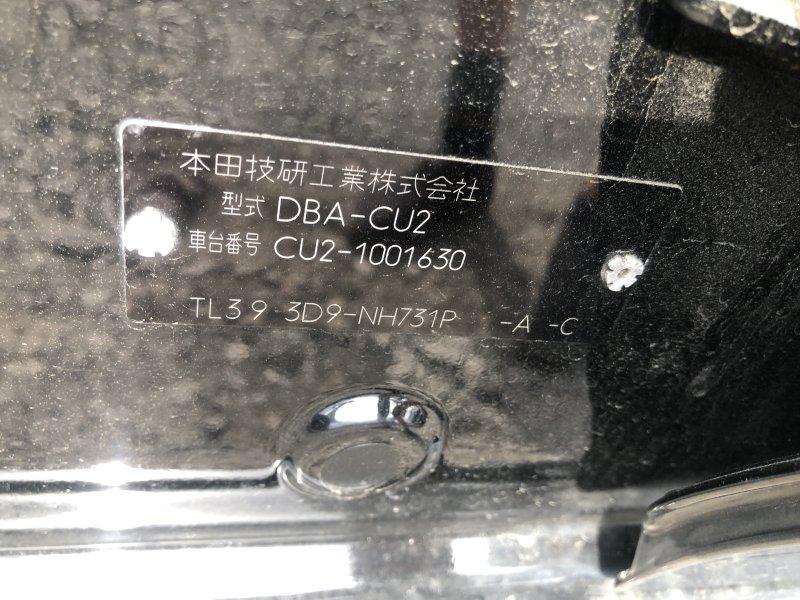 本田技研工業株式会社
型式 DBA-CU2
車台番号 CU2-1001630
TL39 3D9-NH731P -A -C